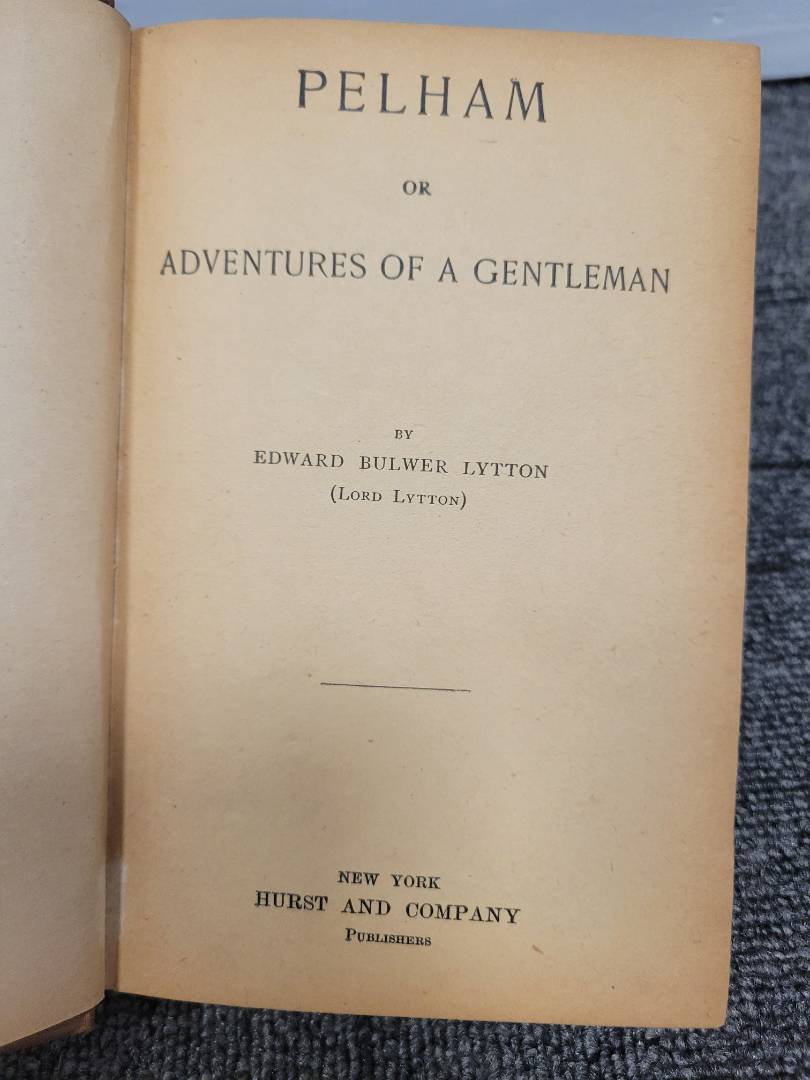 PELHAM
OR
ADVENTURES OF A GENTLEMAN
BY
EDWARD BULWER LYTTON
(LORD LYTTON)
NEW YORK
HURST AND COMPANY
PUBLISHERS